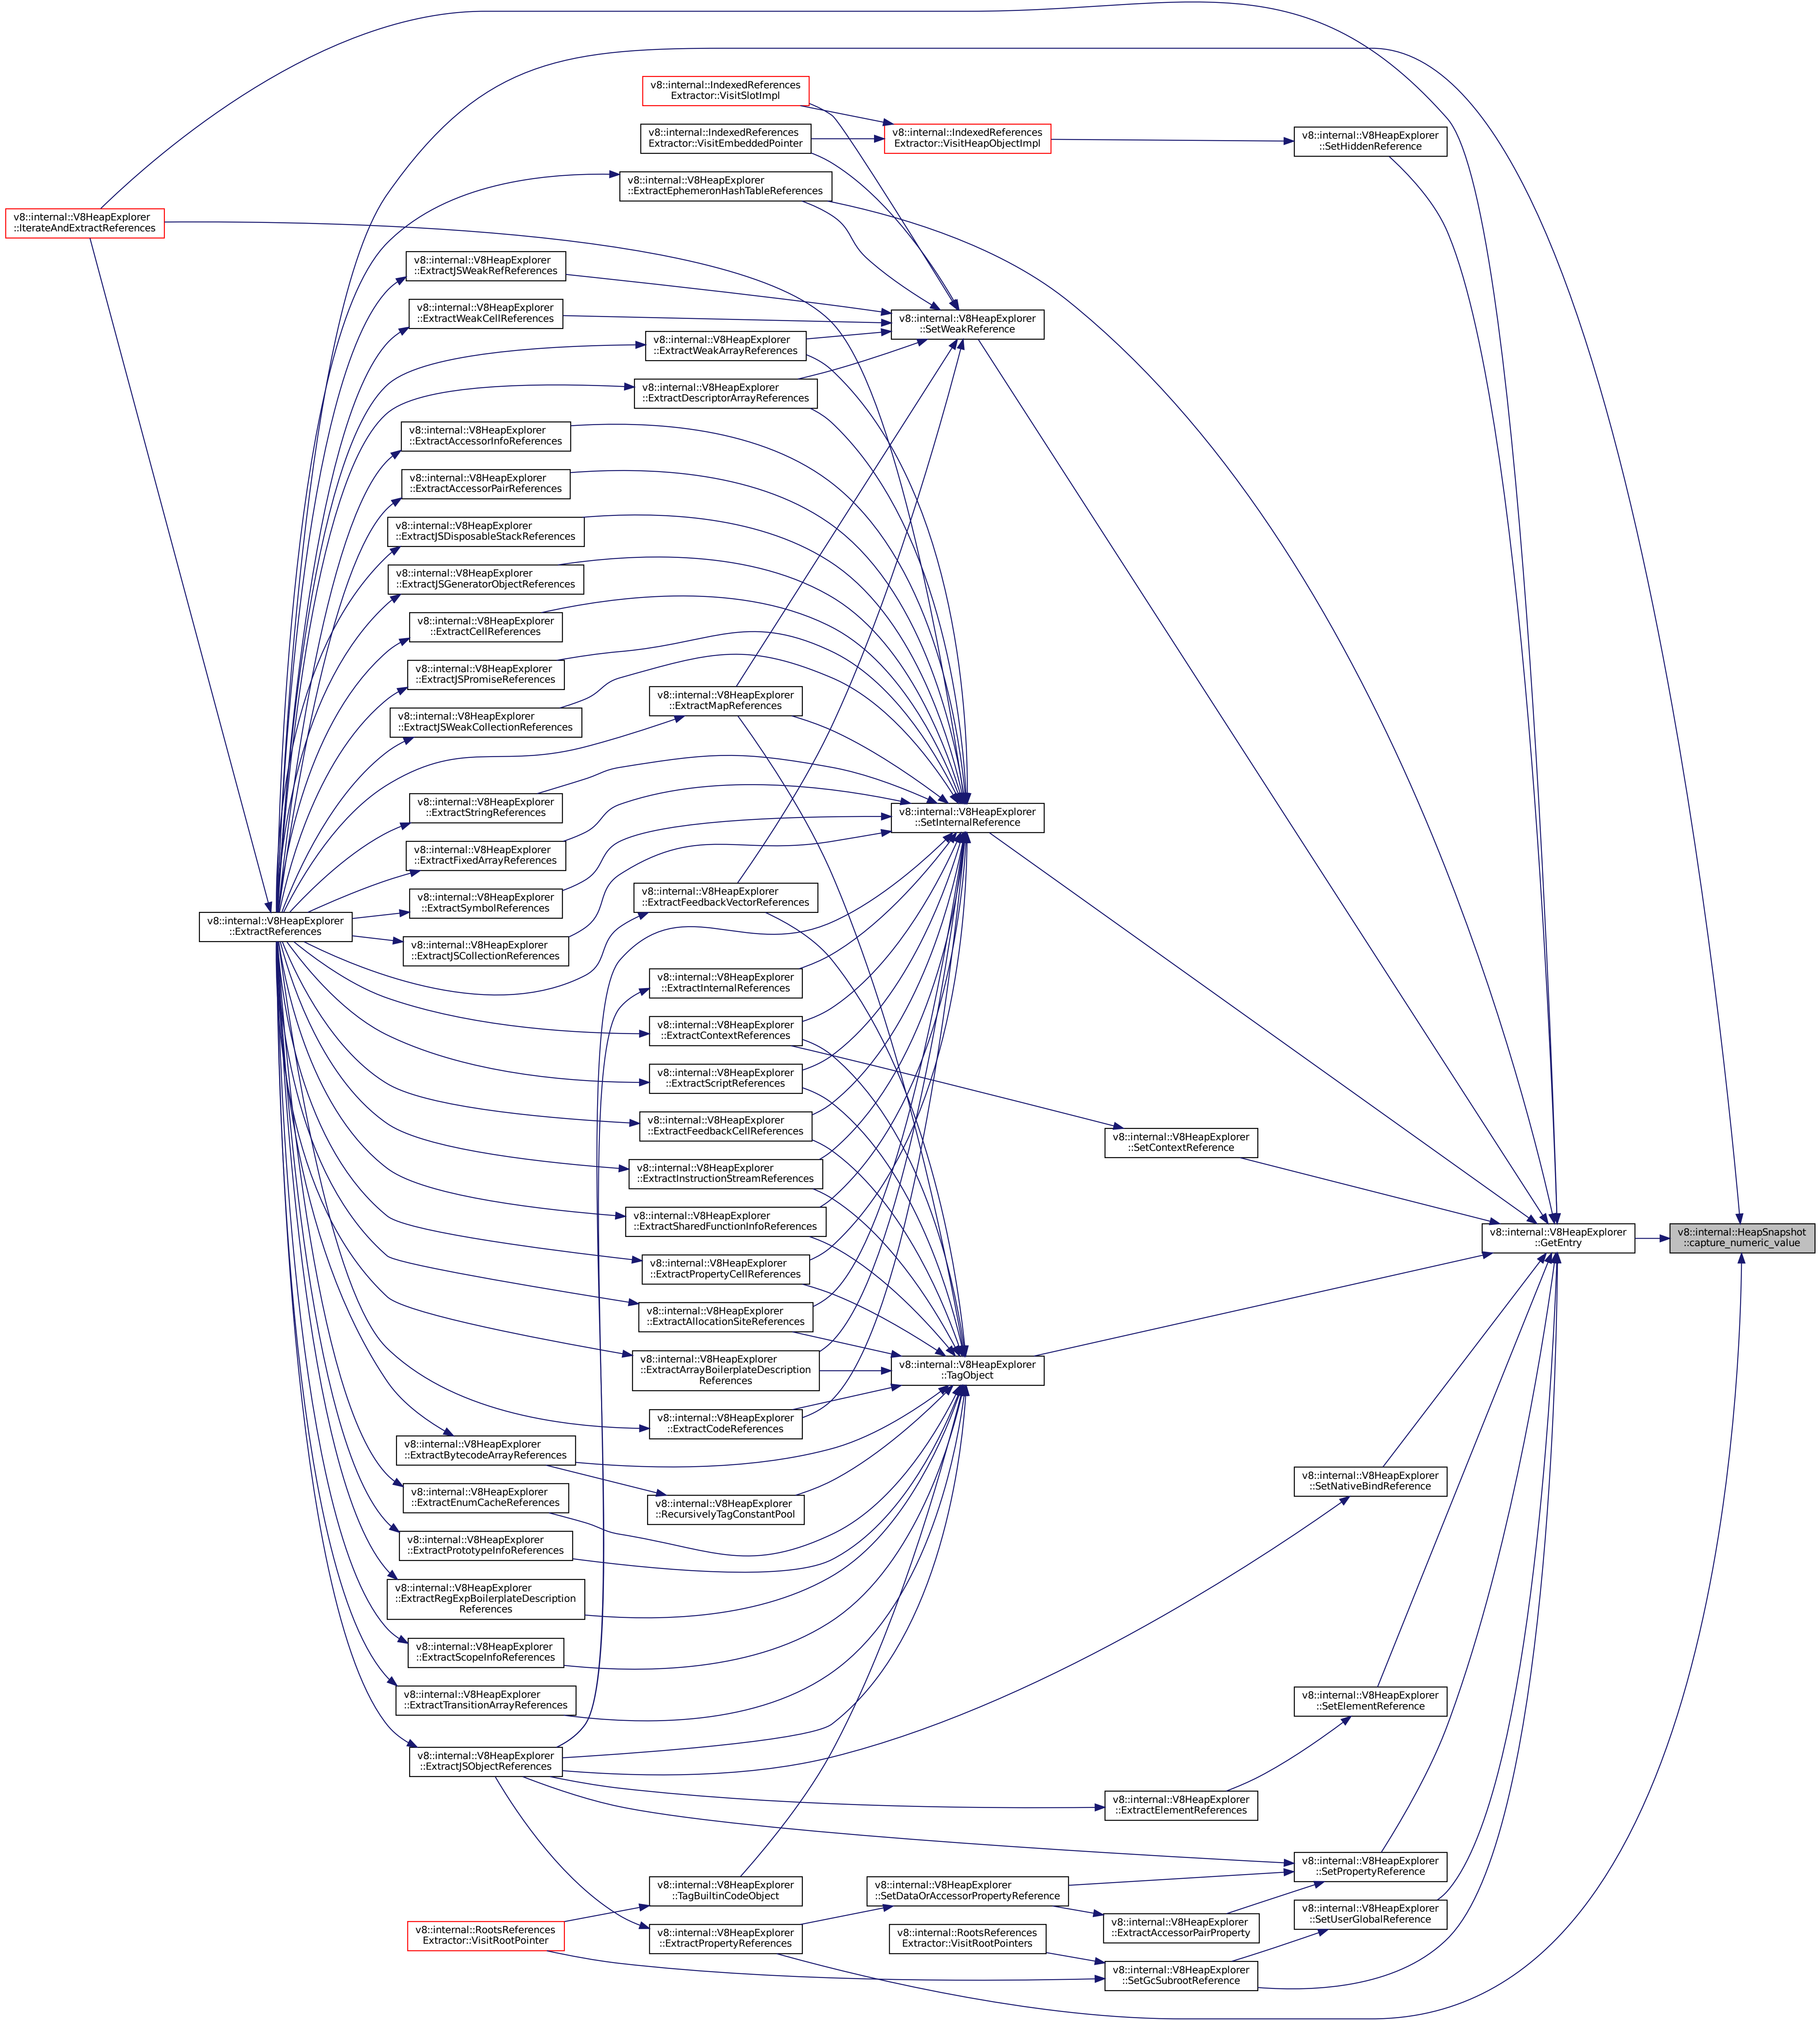 v8::internal::IndexedReferences
Extractor::VisitSlotImpl
v8::internal::IndexedReferences
Extractor::VisitEmbeddedPointer
v8::internal::IndexedReferences
Extractor::VisitHeapObjectImpl
v8::internal::V8HeapExplorer
::SetHiddenReference
v8::internal::V8HeapExplorer
::ExtractEphemeronHashTableReferences
v8::internal::V8HeapExplorer
::IterateAndExtractReferences
v8::internal::V8HeapExplorer
::ExtractJSWeakRefReferences
v8::internal::V8HeapExplorer
::ExtractWeakCellReferences
v8::internal::V8HeapExplorer
::SetWeakReference
v8::internal::V8HeapExplorer
::ExtractWeakArrayReferences
v8::internal::V8HeapExplorer
::ExtractDescriptorArrayReferences
v8::internal::V8HeapExplorer
::ExtractAccessorInfoReferences
v8::internal::V8HeapExplorer
::ExtractAccessorPairReferences
v8::internal::V8HeapExplorer
::ExtractJSDisposableStackReferences
v8::internal::V8HeapExplorer
::ExtractJSGeneratorObjectReferences
v8::internal::V8HeapExplorer
::ExtractCellReferences
v8::internal::V8HeapExplorer
::ExtractJSPromiseReferences
v8::internal::V8HeapExplorer
::ExtractMapReferences
v8::internal::V8HeapExplorer
::ExtractJSWeakCollectionReferences
v8::internal::V8HeapExplorer
::ExtractStringReferences
v8::internal::V8HeapExplorer
::SetInternalReference
v8::internal::V8HeapExplorer
::ExtractFixedArrayReferences
v8::internal::V8HeapExplorer
::ExtractFeedbackVectorReferences
v8::internal::V8HeapExplorer
::ExtractSymbolReferences
v8::internal::V8HeapExplorer
::ExtractReferences
v8::internal::V8HeapExplorer
::ExtractJSCollectionReferences
v8::internal::V8HeapExplorer
::ExtractInternalReferences
v8::internal::V8HeapExplorer
::ExtractContextReferences
v8::internal::V8HeapExplorer
::ExtractScriptReferences
v8::internal::V8HeapExplorer
::ExtractFeedbackCellReferences
v8::internal::V8HeapExplorer
::SetContextReference
v8::internal::V8HeapExplorer
::ExtractInstructionStreamReferences
v8::internal::V8HeapExplorer
::ExtractSharedFunctionInfoReferences
v8::internal::V8HeapExplorer
::GetEntry
v8::internal::HeapSnapshot
::capture_numeric_value
v8::internal::V8HeapExplorer
::ExtractPropertyCellReferences
v8::internal::V8HeapExplorer
::ExtractAllocationSiteReferences
v8::internal::V8HeapExplorer
::ExtractArrayBoilerplateDescription
References
v8::internal::V8HeapExplorer
::TagObject
v8::internal::V8HeapExplorer
::ExtractCodeReferences
v8::internal::V8HeapExplorer
::ExtractBytecodeArrayReferences
v8::internal::V8HeapExplorer
::SetNativeBindReference
v8::internal::V8HeapExplorer
::ExtractEnumCacheReferences
v8::internal::V8HeapExplorer
::RecursivelyTagConstantPool
v8::internal::V8HeapExplorer
::ExtractPrototypeInfoReferences
v8::internal::V8HeapExplorer
::ExtractRegExpBoilerplateDescription
References
v8::internal::V8HeapExplorer
::ExtractScopeInfoReferences
v8::internal::V8HeapExplorer
::ExtractTransitionArrayReferences
v8::internal::V8HeapExplorer
::SetElementReference
v8::internal::V8HeapExplorer
::ExtractJSObjectReferences
v8::internal::V8HeapExplorer
::ExtractElementReferences
v8::internal::V8HeapExplorer
::SetPropertyReference
v8::internal::V8HeapExplorer
::TagBuiltinCodeObject
v8::internal::V8HeapExplorer
::SetDataOrAccessorPropertyReference
v8::internal::V8HeapExplorer
::SetUserGlobalReference
v8::internal::V8HeapExplorer
::ExtractAccessorPairProperty
v8::internal::RootsReferences
Extractor::VisitRootPointer
v8::internal::V8HeapExplorer
::ExtractPropertyReferences
v8::internal::RootsReferences
Extractor::VisitRootPointers
v8::internal::V8HeapExplorer
::SetGcSubrootReference